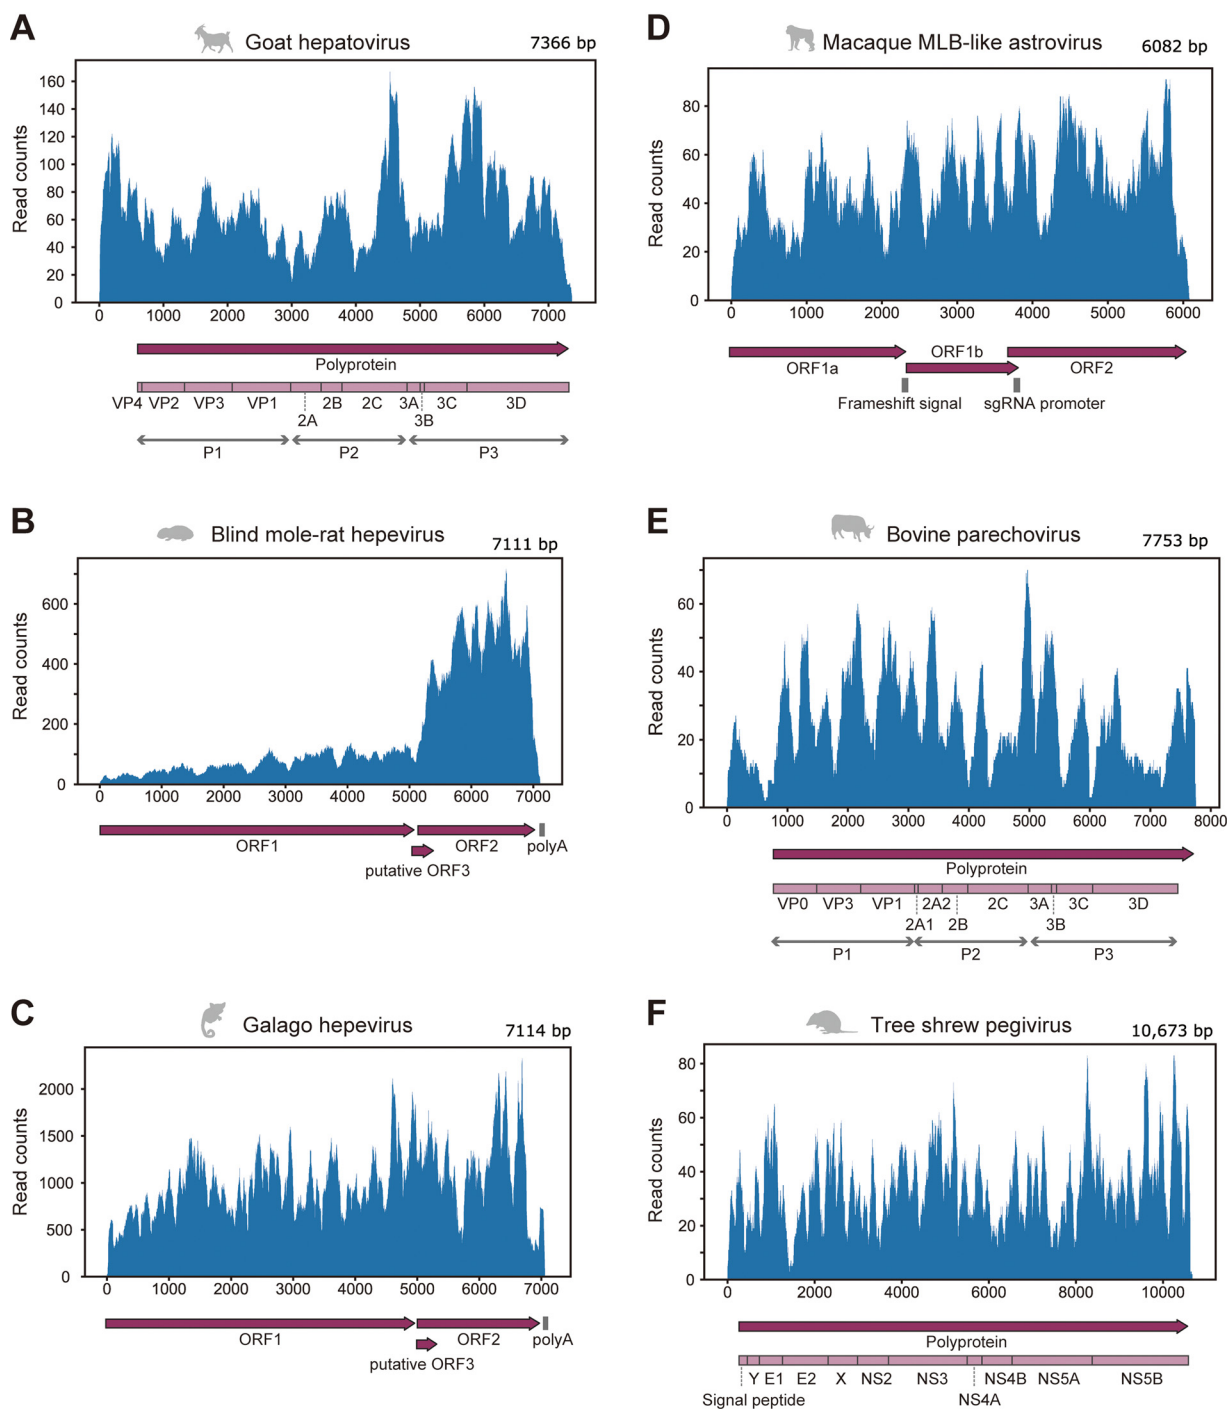 A
Goat hepatovirus
7366 bp
Read counts
160
140
120
100
80
60
40
20
0
0 1000 2000 3000 4000 5000 6000 7000
Polyprotein
VP4 VP2 VP3 VP1 2B 2C 3A 3C 3D
2A 3B
P1 P2 P3
B
Blind mole-rat hepevirus
7111 bp
Read counts
600
400
200
0
0 1000 2000 3000 4000 5000 6000 7000
ORF1 ORF2 polyA
putative ORF3
C
Galago hepevirus
7114 bp
Read counts
2000
1500
1000
500
0
0 1000 2000 3000 4000 5000 6000 7000
ORF1 ORF2 polyA
putative ORF3
D
Macaque MLB-like astrovirus
6082 bp
Read counts
80
60
40
20
0
0 1000 2000 3000 4000 5000 6000
ORF1b
ORF1a ORF2
Frameshift signal sgRNA promoter
E
Bovine parechovirus
7753 bp
Read counts
60
40
20
0
0 1000 2000 3000 4000 5000 6000 7000 8000
Polyprotein
VP0 VP3 VP1 2A2 2C 3A 3C 3D
2A1 2B 3B
P1 P2 P3
F
Tree shrew pegivirus
10,673 bp
Read counts
80
60
40
20
0
0 2000 4000 6000 8000 10000
Polyprotein
Y E1 E2 X NS2 NS3 NS4B NS5A NS5B
Signal peptide NS4A